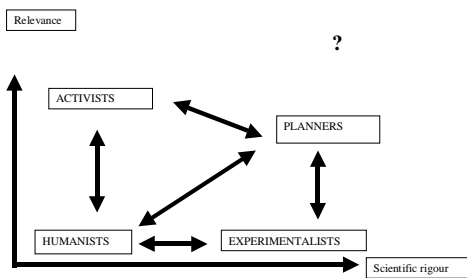 Relevance
?
ACTIVISTS
PLANNERS
HUMANISTS
EXPERIMENTALISTS
Scientific rigour